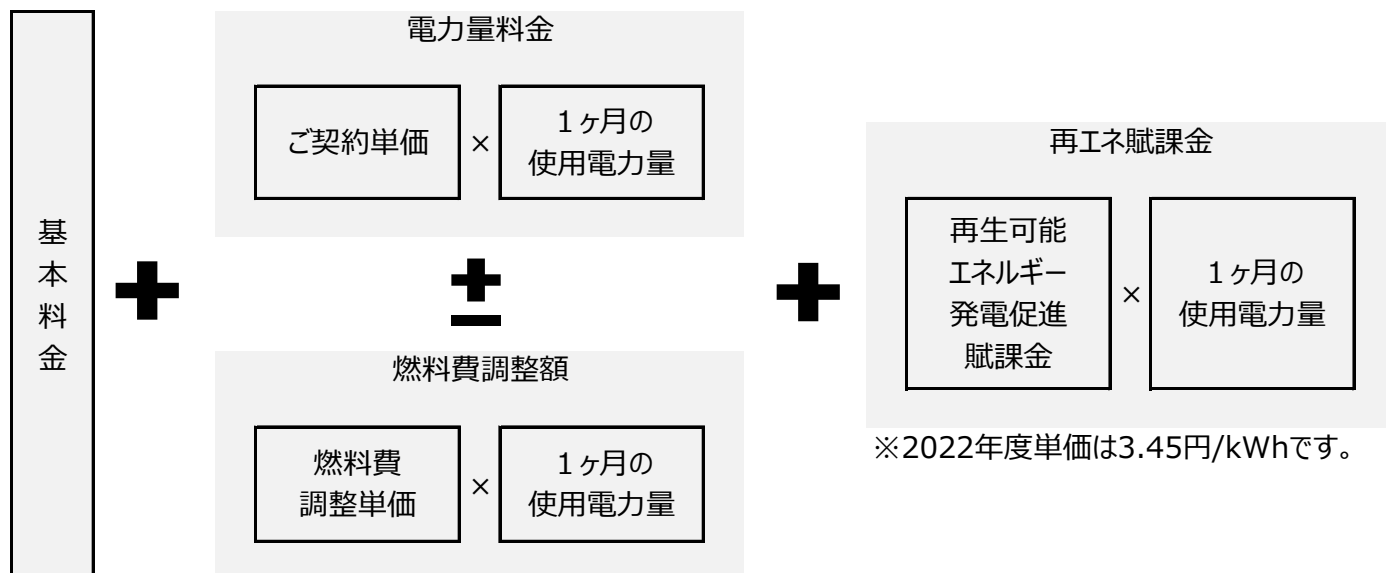 基
本
料
金
電力量料金
ご契約単価
×
1ヶ月の
使用電力量
±
燃料費調整額
燃料費
調整単価
×
1ヶ月の
使用電力量
再エネ賦課金
再生可能
エネルギー
発電促進
賦課金
×
1ヶ月の
使用電力量
※2022年度単価は3.45円/kWhです。